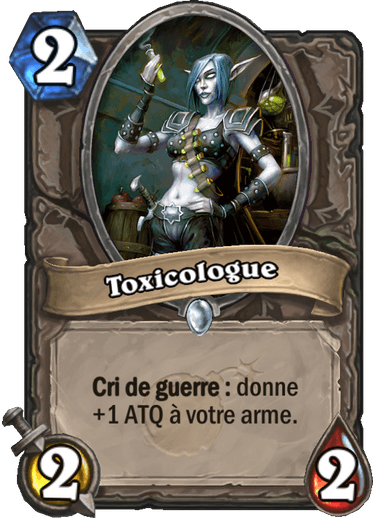 2
Toxicologue
Cri de guerre : donne
+1 ATQ à votre arme.
2
2